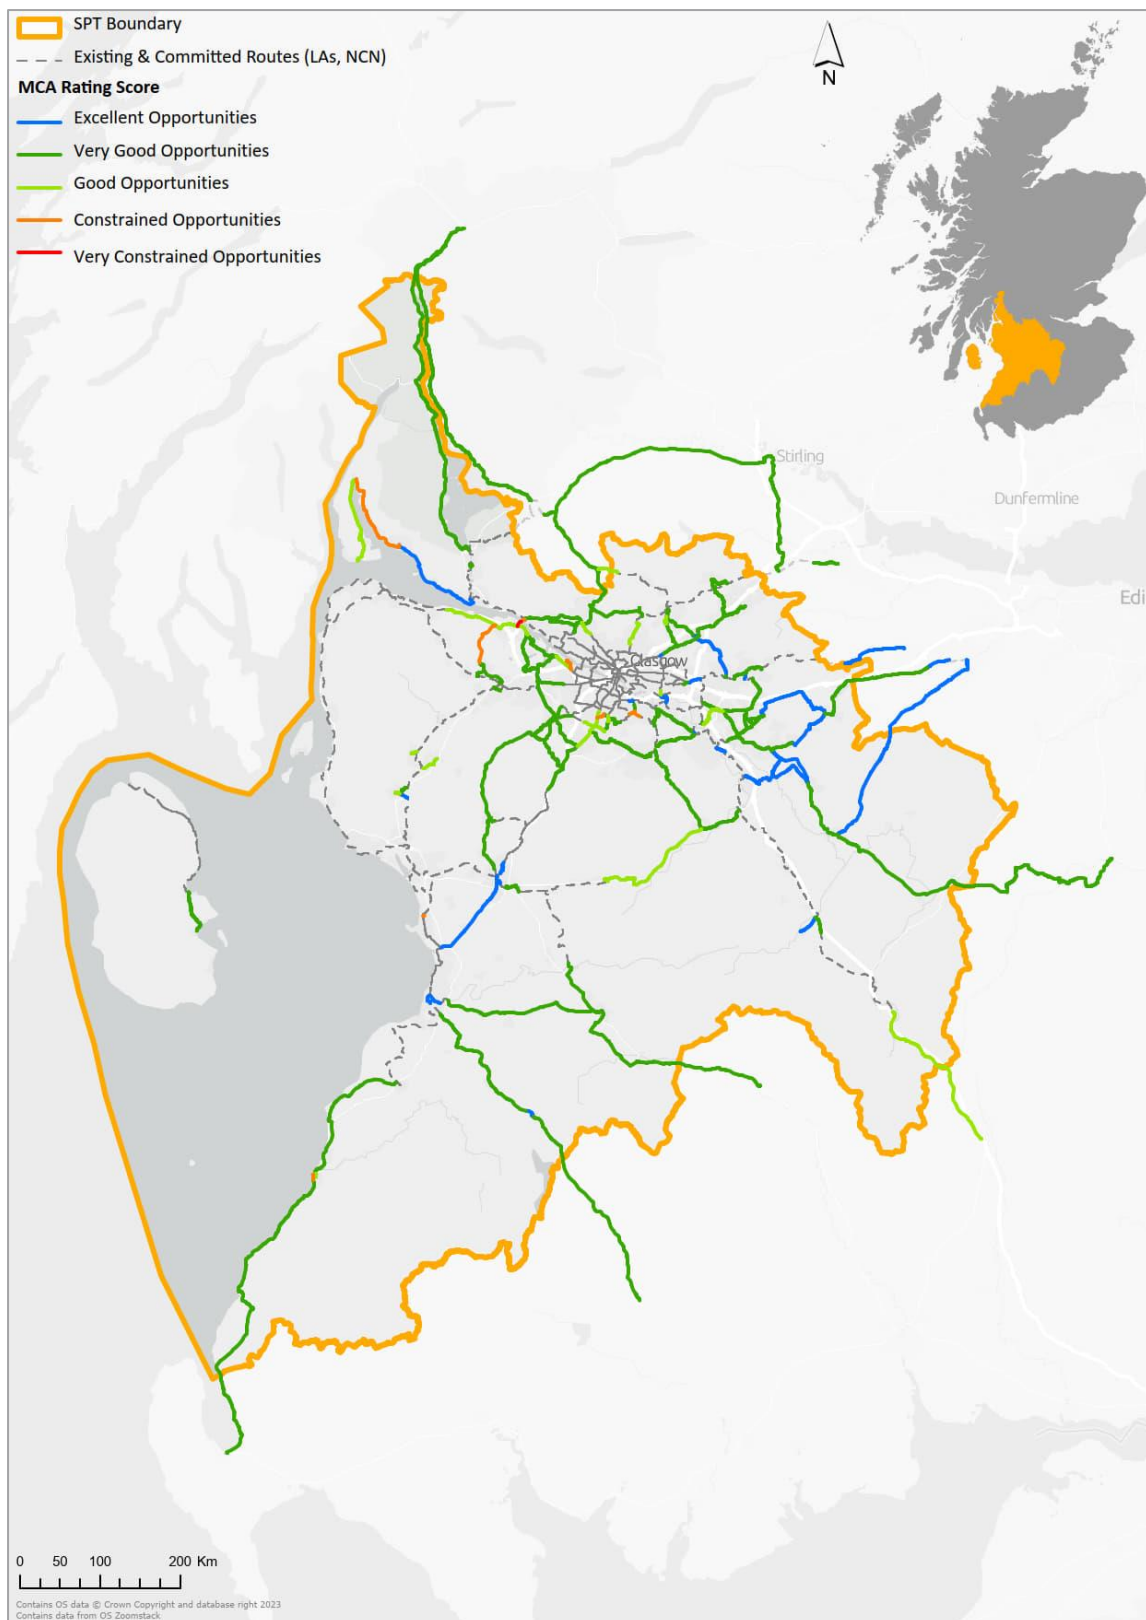 SPT Boundary
Existing & Committed Routes (LAs, NCN)
MCA Rating Score
Excellent Opportunities
Very Good Opportunities
Good Opportunities
Constrained Opportunities
Very Constrained Opportunities
N
Stirling
Dunfermline
Edi
Glasgow
0 50 100 200 Km
Contains OS data © Crown Copyright and database right 2023
Contains data from OS Zoomstack